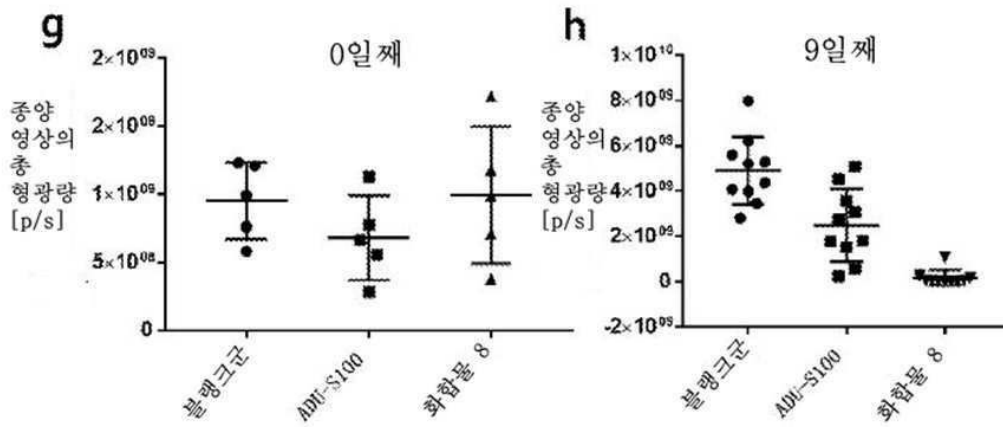 g
0일째
2×10⁰⁹
2×10⁰⁹
1×10⁰⁹
5×10⁰⁸
0
종양
영상의
총
형광량
[p/s]
블랭크군
ADU-S100
화합물 8
h
9일째
1×10¹⁰
8×10⁰⁹
6×10⁰⁹
4×10⁰⁹
2×10⁰⁹
0
-2×10⁰⁹
종양
영상의
총
형광량
[p/s]
블랭크군
ADU-S100
화합물 8